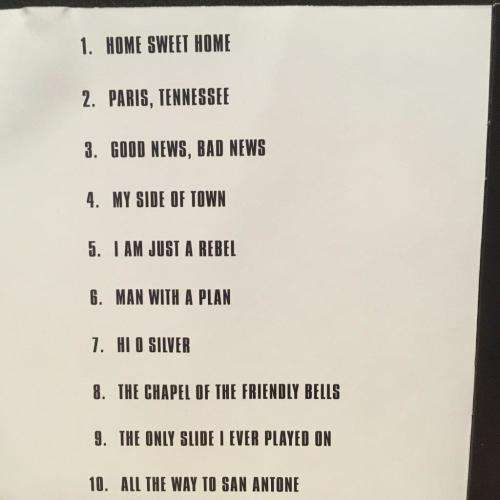 1. HOME SWEET HOME
2. PARIS, TENNESSEE
3. GOOD NEWS, BAD NEWS
4. MY SIDE OF TOWN
5. I AM JUST A REBEL
6. MAN WITH A PLAN
7. HI O SILVER
8. THE CHAPEL OF THE FRIENDLY BELLS
9. THE ONLY SLIDE I EVER PLAYED ON
10. ALL THE WAY TO SAN ANTONE